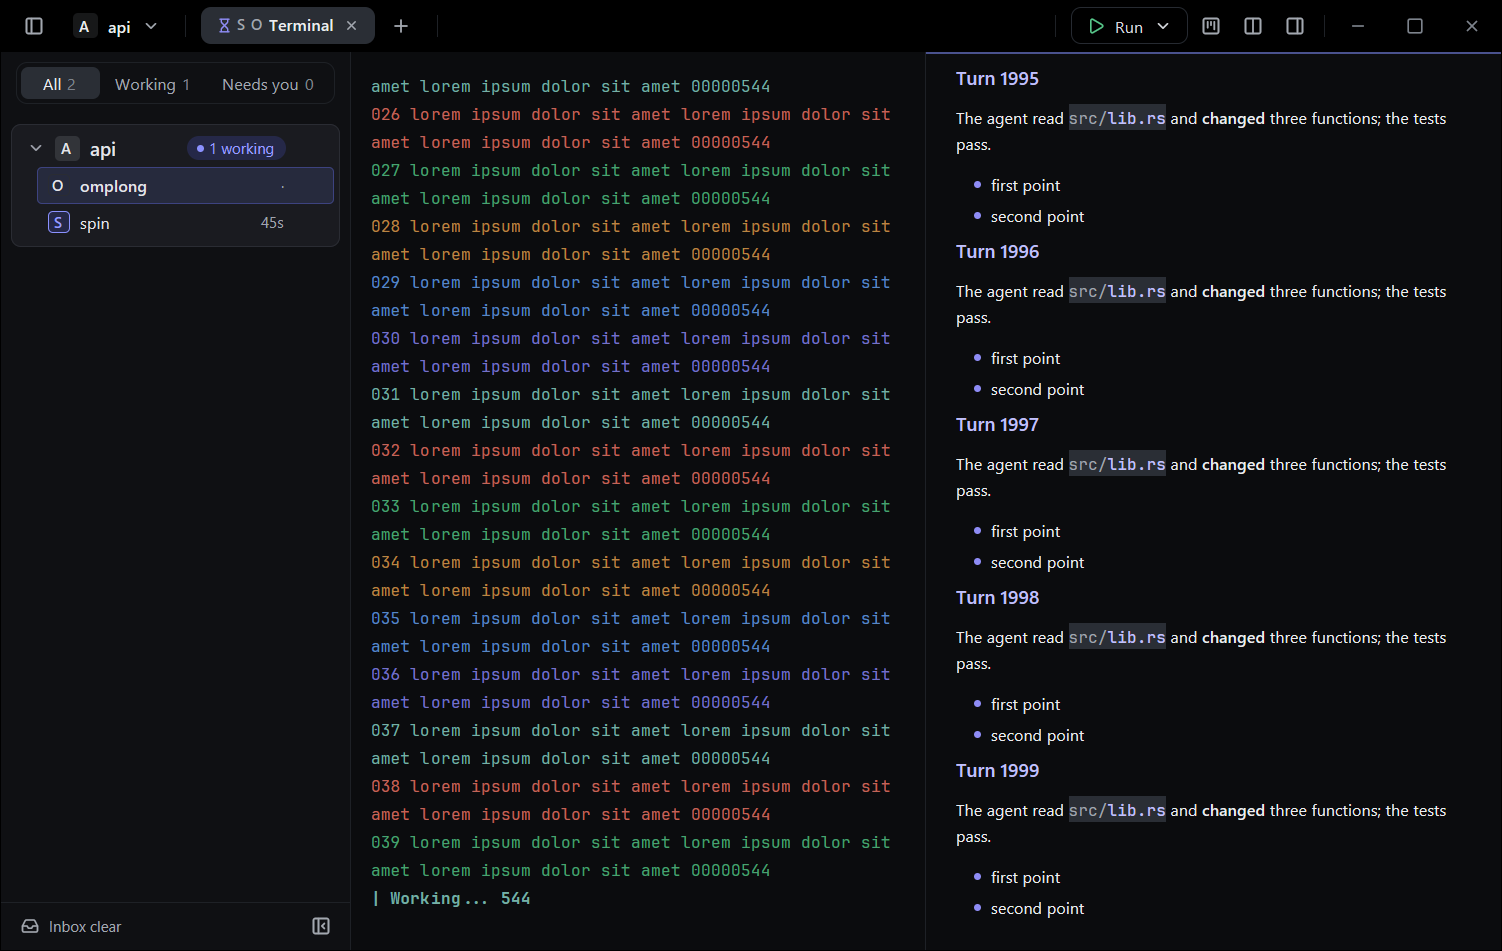 A api
S O Terminal
Run
All 2
Working 1
Needs you 0
A api
1 working
O omplong
S spin
45s
Inbox clear
amet lorem ipsum dolor sit amet 00000544
026 lorem ipsum dolor sit amet lorem ipsum dolor sit
amet lorem ipsum dolor sit amet 00000544
027 lorem ipsum dolor sit amet lorem ipsum dolor sit
amet lorem ipsum dolor sit amet 00000544
028 lorem ipsum dolor sit amet lorem ipsum dolor sit
amet lorem ipsum dolor sit amet 00000544
029 lorem ipsum dolor sit amet lorem ipsum dolor sit
amet lorem ipsum dolor sit amet 00000544
030 lorem ipsum dolor sit amet lorem ipsum dolor sit
amet lorem ipsum dolor sit amet 00000544
031 lorem ipsum dolor sit amet lorem ipsum dolor sit
amet lorem ipsum dolor sit amet 00000544
032 lorem ipsum dolor sit amet lorem ipsum dolor sit
amet lorem ipsum dolor sit amet 00000544
033 lorem ipsum dolor sit amet lorem ipsum dolor sit
amet lorem ipsum dolor sit amet 00000544
034 lorem ipsum dolor sit amet lorem ipsum dolor sit
amet lorem ipsum dolor sit amet 00000544
035 lorem ipsum dolor sit amet lorem ipsum dolor sit
amet lorem ipsum dolor sit amet 00000544
036 lorem ipsum dolor sit amet lorem ipsum dolor sit
amet lorem ipsum dolor sit amet 00000544
037 lorem ipsum dolor sit amet lorem ipsum dolor sit
amet lorem ipsum dolor sit amet 00000544
038 lorem ipsum dolor sit amet lorem ipsum dolor sit
amet lorem ipsum dolor sit amet 00000544
039 lorem ipsum dolor sit amet lorem ipsum dolor sit
amet lorem ipsum dolor sit amet 00000544
| Working... 544
Turn 1995
The agent read src/lib.rs and changed three functions; the tests
pass.
• first point
• second point
Turn 1996
The agent read src/lib.rs and changed three functions; the tests
pass.
• first point
• second point
Turn 1997
The agent read src/lib.rs and changed three functions; the tests
pass.
• first point
• second point
Turn 1998
The agent read src/lib.rs and changed three functions; the tests
pass.
• first point
• second point
Turn 1999
The agent read src/lib.rs and changed three functions; the tests
pass.
• first point
• second point